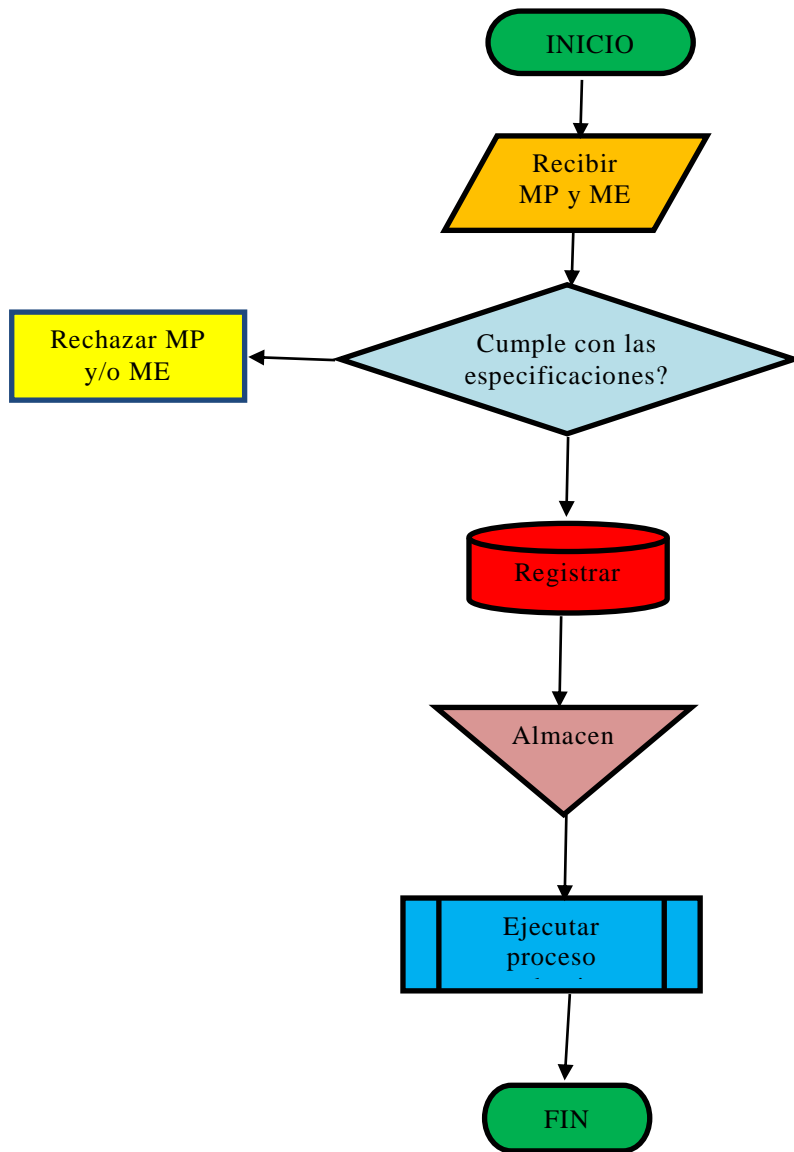 INICIO
Recibir
MP y ME
Cumple con las
especificaciones?
Rechazar MP
y/o ME
Registrar
Almacen
Ejecutar
proceso
FIN